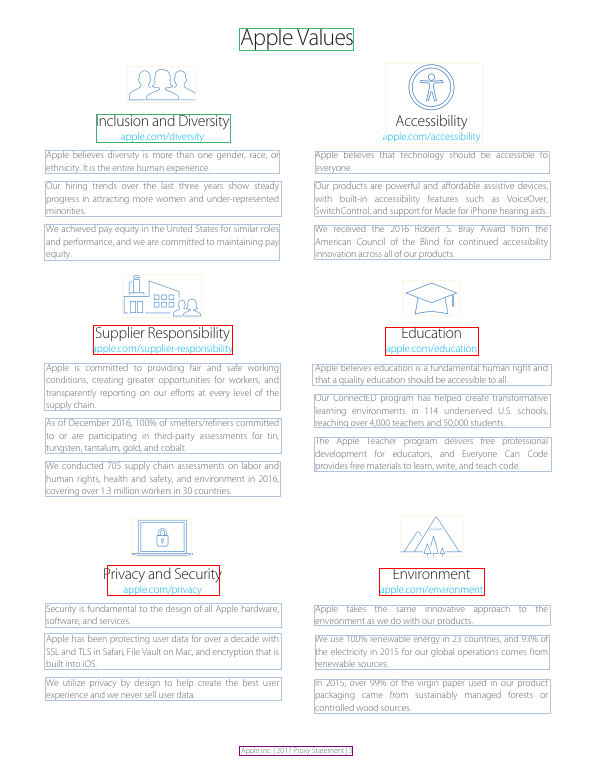 Apple Values
Inclusion and Diversity
apple.com/diversity
Apple believes diversity is more than one gender, race, or
ethnicity. It is the entire human experience.
Our hiring trends over the last three years show steady
progress in attracting more women and under-represented
minorities.
We achieved pay equity in the United States for similar roles
and performance, and we are committed to maintaining pay
equity.
Accessibility
apple.com/accessibility
Apple believes that technology should be accessible to
everyone.
Our products are powerful and affordable assistive devices,
with built-in accessibility features such as VoiceOver,
SwitchControl, and support for Made for iPhone hearing aids.
We received the 2016 Robert S. Bray Award from the
American Council of the Blind for continued accessibility
innovation across all of our products.
Supplier Responsibility
apple.com/supplier-responsibility
Apple is committed to providing fair and safe working
conditions, creating greater opportunities for workers, and
transparently reporting on our efforts at every level of the
supply chain.
As of December 2016, 100% of smelters/refiners committed
to or are participating in third-party assessments for tin,
tungsten, tantalum, gold, and cobalt.
We conducted 705 supply chain assessments on labor and
human rights, health and safety, and environment in 2016,
covering over 1.3 million workers in 30 countries.
Education
apple.com/education
Apple believes education is a fundamental human right and
that a quality education should be accessible to all.
Our ConnectED program has helped create transformative
learning environments in 114 underserved U.S. schools,
reaching over 4,000 teachers and 50,000 students.
The Apple Teacher program delivers free professional
development for educators, and Everyone Can Code
provides free materials to learn, write, and teach code.
Privacy and Security
apple.com/privacy
Security is fundamental to the design of all Apple hardware,
software, and services.
Apple has been protecting user data for over a decade with
SSL and TLS in Safari, File Vault on Mac, and encryption that is
built into iOS.
We utilize privacy by design to help create the best user
experience and we never sell user data.
Environment
apple.com/environment
Apple takes the same innovative approach to the
environment as we do with our products.
We use 100% renewable energy in 23 countries, and 93% of
the electricity in 2015 for our global operations comes from
renewable sources.
In 2015, over 99% of the virgin paper used in our product
packaging came from sustainably managed forests or
controlled wood sources.
Apple Inc. | 2017 Proxy Statement | 5